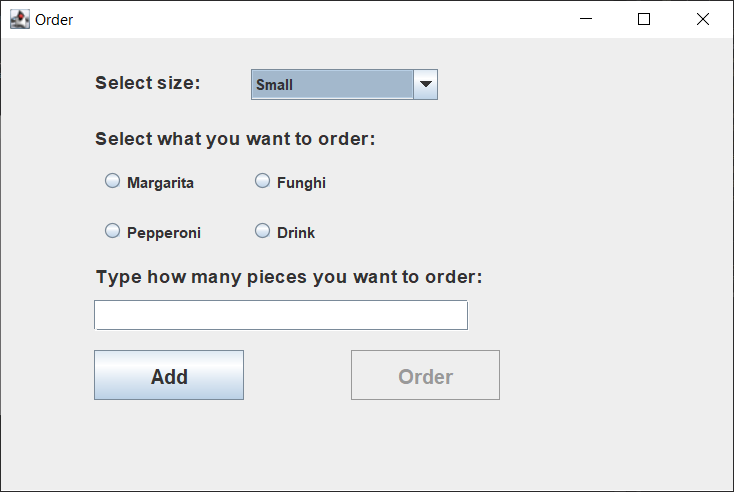 Order
Select size:
Small
Select what you want to order:
Margarita
Funghi
Pepperoni
Drink
Type how many pieces you want to order:
Add
Order